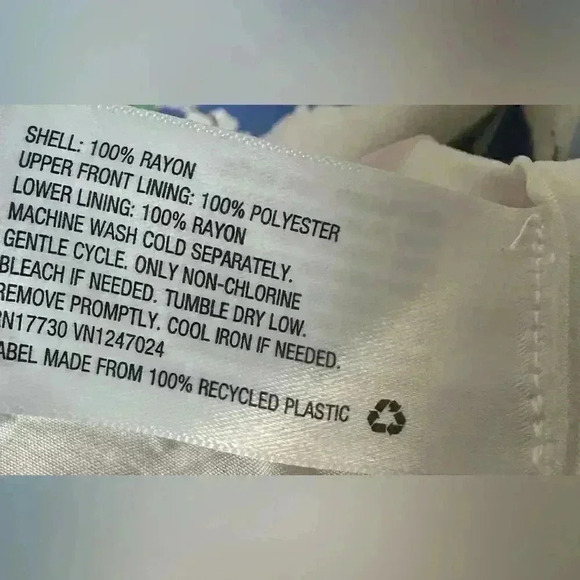 SHELL: 100% RAYON
UPPER FRONT LINING: 100% POLYESTER
LOWER LINING: 100% RAYON
MACHINE WASH COLD SEPARATELY.
GENTLE CYCLE. ONLY NON-CHLORINE
BLEACH IF NEEDED. TUMBLE DRY LOW.
REMOVE PROMPTLY. COOL IRON IF NEEDED.
RN17730 VN1247024
ABEL MADE FROM 100% RECYCLED PLASTIC